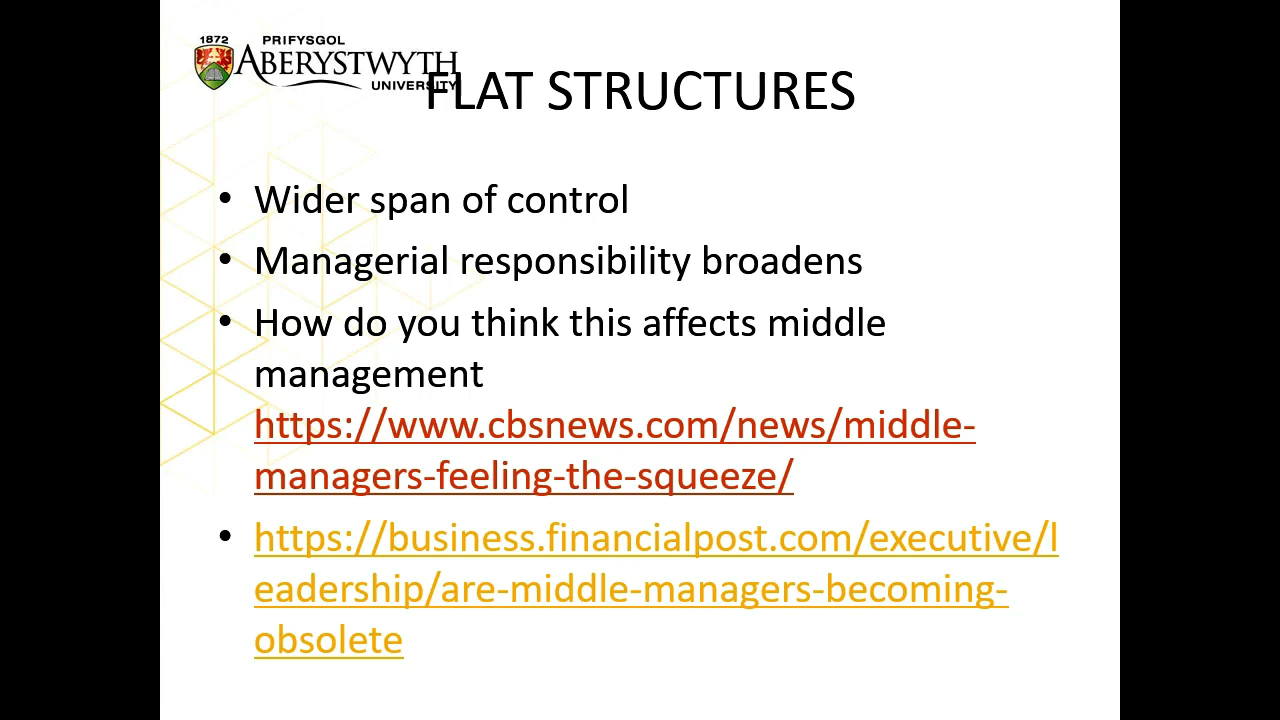 1872 PRIFYSGOL
ABERYSTWYTH
UNIVERSITY
FLAT STRUCTURES
• Wider span of control
• Managerial responsibility broadens
• How do you think this affects middle
management
https://www.cbsnews.com/news/middle-
managers-feeling-the-squeeze/
• https://business.financialpost.com/executive/l
eadership/are-middle-managers-becoming-
obsolete